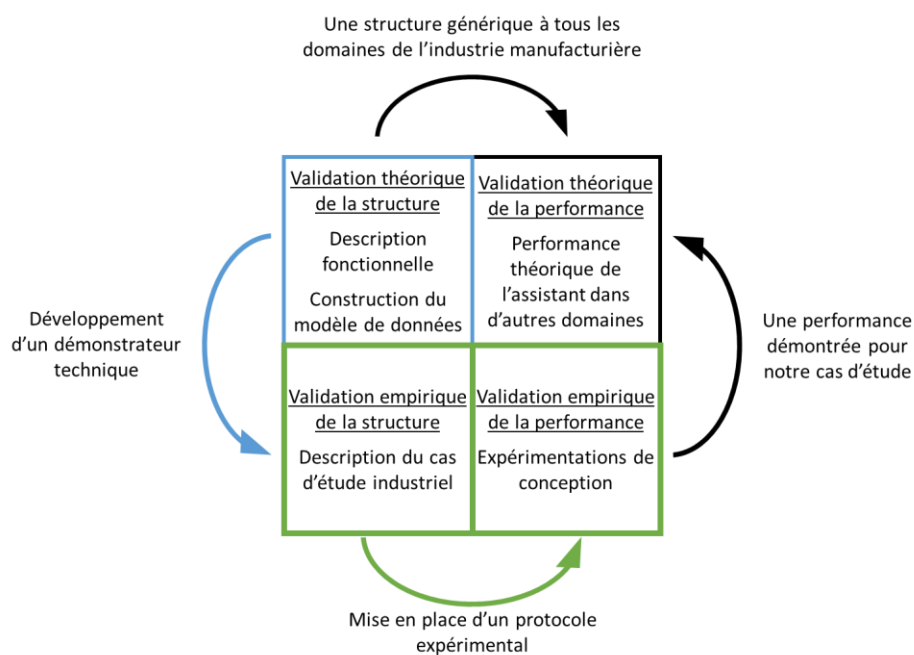 Une structure générique à tous les
domaines de l'industrie manufacturière
Validation théorique
de la structure
Description
fonctionnelle
Construction du
modèle de données
Validation théorique
de la performance
Performance
théorique de
l'assistant dans
d'autres domaines
Développement
d'un démonstrateur
technique
Une performance
démontrée pour
notre cas d'étude
Validation empirique
de la structure
Description du cas
d'étude industriel
Validation empirique
de la performance
Expérimentations de
conception
Mise en place d'un protocole
expérimental